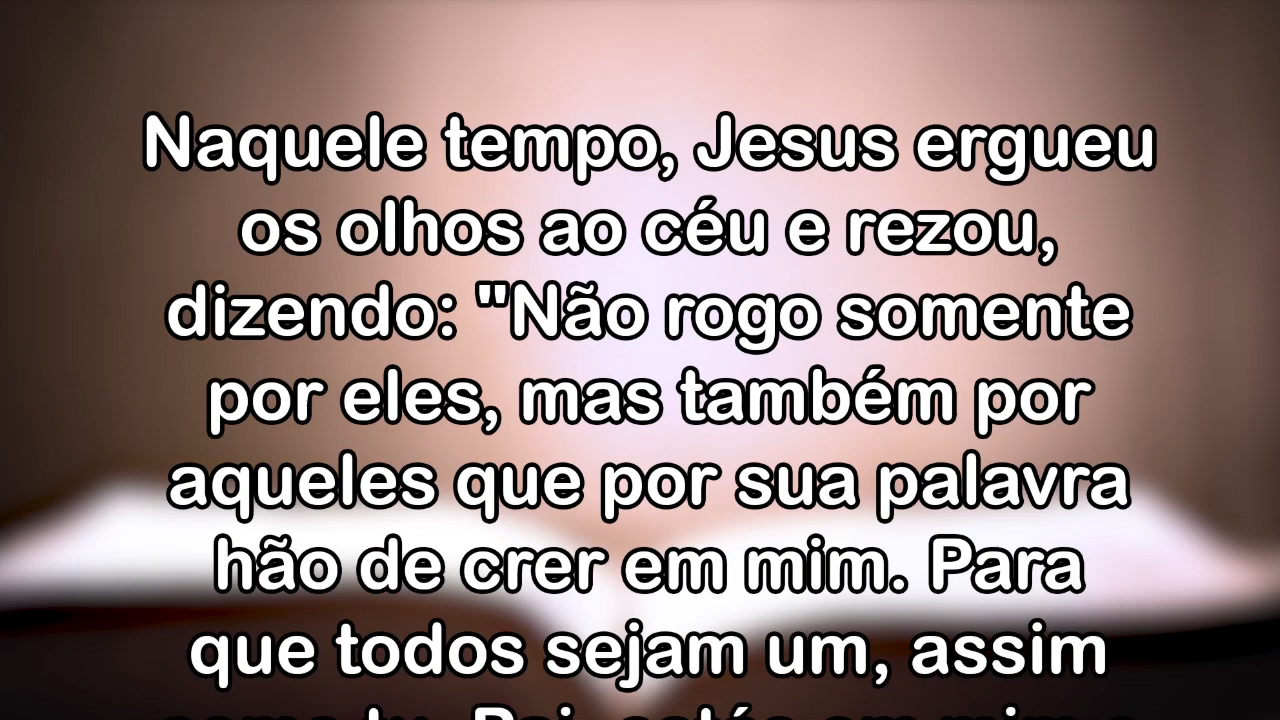 Naquele tempo, Jesus ergueu
os olhos ao céu e rezou,
dizendo: "Não rogo somente
por eles, mas também por
aqueles que por sua palavra
hão de crer em mim. Para
que todos sejam um, assim